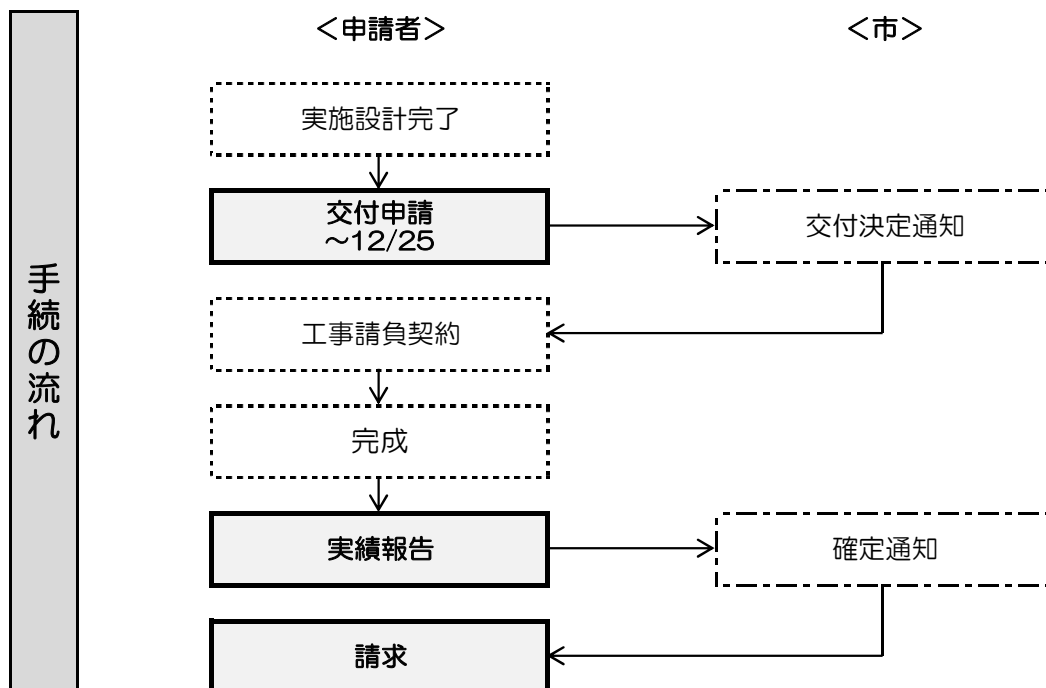 手続の流れ
＜申請者＞
＜市＞
実施設計完了
交付申請
～12/25
交付決定通知
工事請負契約
完成
実績報告
確定通知
請求